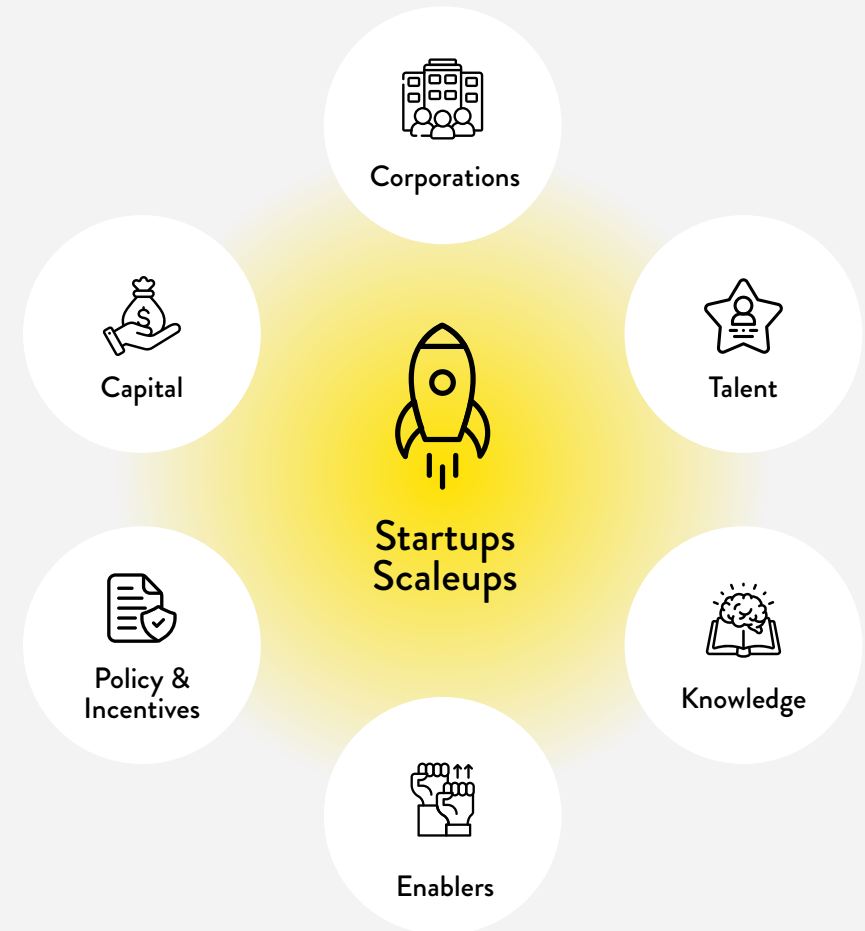 Corporations
Capital
Talent
Startups
Scaleups
Policy &
Incentives
Knowledge
Enablers